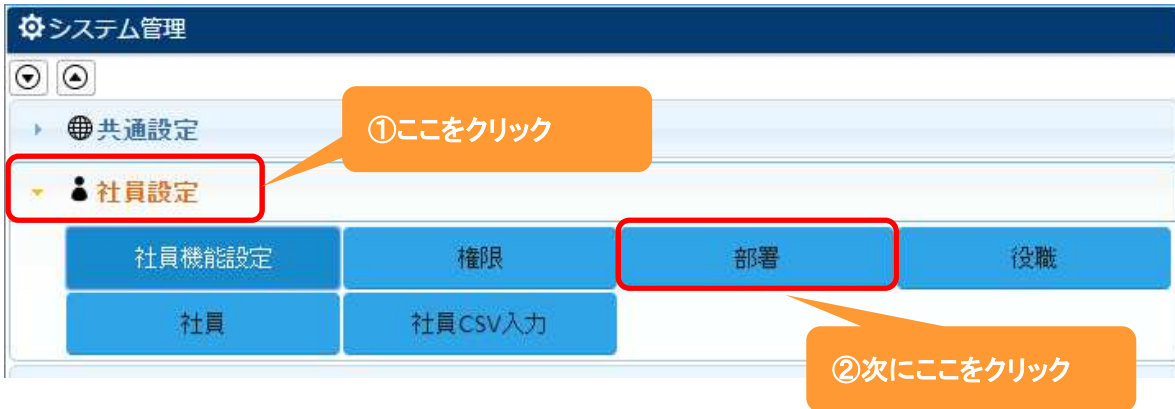 システム管理
共通設定
①ここをクリック
社員設定
社員機能設定
権限
部署
役職
社員
社員CSV入力
②次にここをクリック